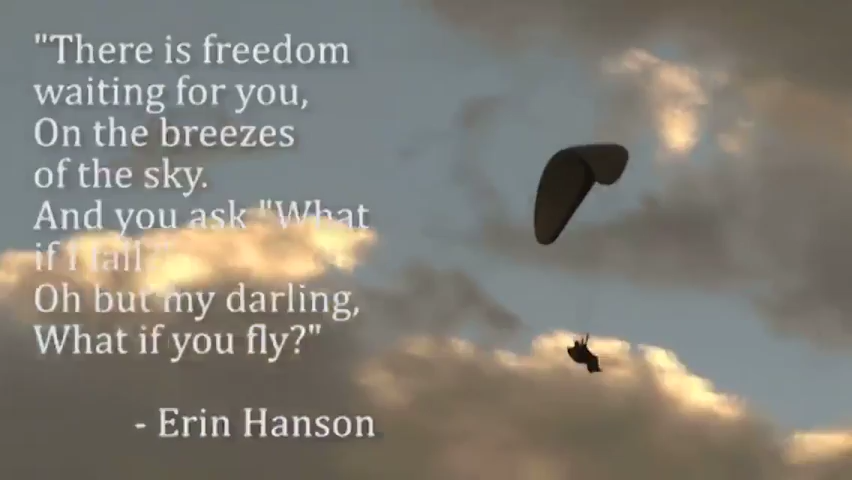 "There is freedom
waiting for you,
On the breezes
of the sky.
And you ask "What
if I fall?"
Oh but my darling,
What if you fly?"
- Erin Hanson